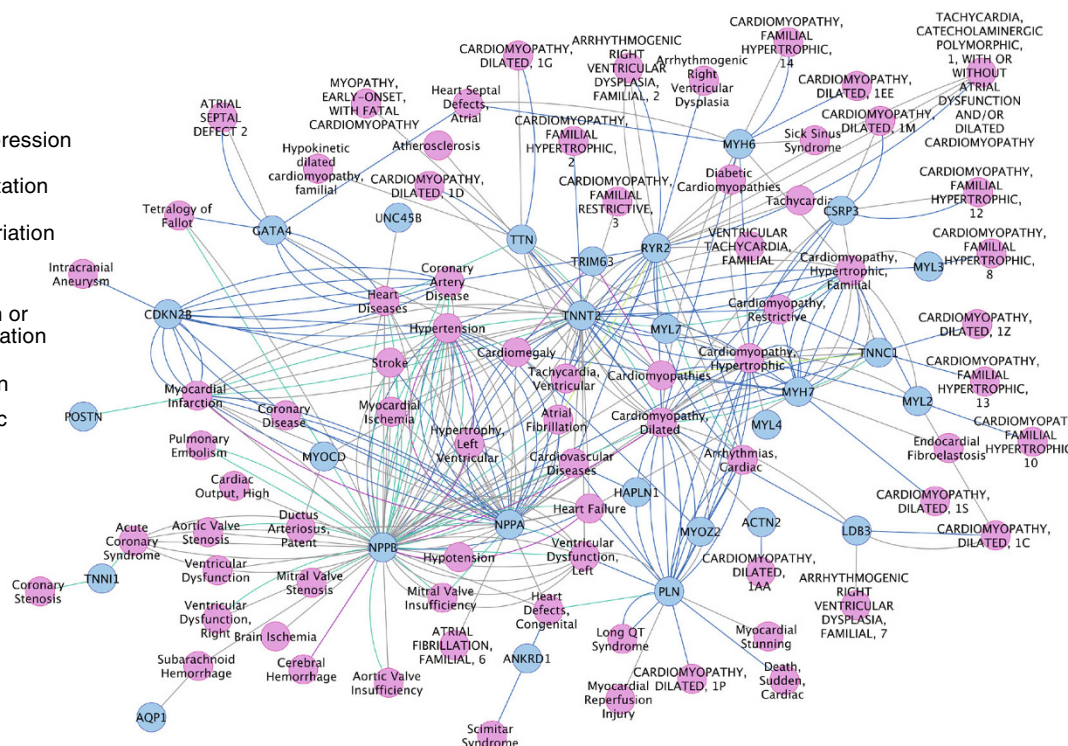 pression
tation
riation
n or
ation
n
c
CARDIOMYOPATHY,
FAMILIAL
HYPERTROPHIC,
14
TACHYCARDIA,
CATECHOLAMINERGIC
POLYMORPHIC,
1, WITH OR
WITHOUT
ATRIAL
DYSFUNCTION
AND/OR
DILATED
CARDIOMYOPATHY
CARDIOMYOPATHY,
DILATED, 1G
ARRHYTHMOGENIC
RIGHT
VENTRICULAR
DYSPLASIA,
FAMILIAL, 2
Arrhythmogenic
Right
Ventricular
Dysplasia
CARDIOMYOPATHY,
DILATED, 1EE
MYOPATHY,
EARLY-ONSET,
WITH FATAL
CARDIOMYOPATHY
Heart Septal
Defects,
Atrial
ATRIAL
SEPTAL
DEFECT 2
CARDIOMYOPATHY,
FAMILIAL
HYPERTROPHIC,
2
CARDIOMYOPATHY,
DILATED, 1M
Sick Sinus
Syndrome
MYH6
Atherosclerosis
Hypokinetic
dilated
cardiomyopathy,
familial
CARDIOMYOPATHY,
DILATED, 1D
CARDIOMYOPATHY,
FAMILIAL
RESTRICTIVE,
3
Diabetic
Cardiomyopathies
Tachycardia
CSRP3
CARDIOMYOPATHY,
FAMILIAL
HYPERTROPHIC,
12
Tetralogy of
Fallot
GATA4
UNC45B
TTN
TRIM63
RYR2
VENTRICULAR
TACHYCARDIA,
FAMILIAL
CARDIOMYOPATHY,
FAMILIAL
HYPERTROPHIC,
8
MYL3
Cardiomyopathy,
Hypertrophic,
Familial
Intracranial
Aneurysm
CDKN2B
Heart
Diseases
Coronary
Artery
Disease
Hypertension
TNNT2
MYL7
Cardiomyopathy,
Restrictive
CARDIOMYOPATHY,
DILATED, 1Z
TNNC1
Stroke
Cardiomegaly
Tachycardia,
Ventricular
Cardiomyopathies
Cardiomyopathy,
Hypertrophic
MYH7
MYL2
CARDIOMYOPATHY,
FAMILIAL
HYPERTROPHIC,
13
Myocardial
Infarction
POSTN
Coronary
Disease
Myocardial
Ischemia
Atrial
Fibrillation
Cardiomyopathy,
Dilated
MYL4
Endocardial
Fibroelastosis
CARDIOMYOPAT
FAMILIAL
HYPERTROPHIC
10
Pulmonary
Embolism
MYOCD
Hypertrophy,
Left
Ventricular
Cardiovascular
Diseases
Arrhythmias,
Cardiac
Cardiac
Output, High
HAPLN1
CARDIOMYOPATHY,
DILATED, 1S
Acute
Coronary
Syndrome
Aortic Valve
Stenosis
Ductus
Arteriosus,
Patent
NPPA
Heart Failure
MYOZ2
ACTN2
LDB3
CARDIOMYOPATHY,
DILATED, 1C
NPPB
Hypotension
Ventricular
Dysfunction,
Left
CARDIOMYOPATHY,
DILATED,
1AA
TNNI1
Coronary
Stenosis
Ventricular
Dysfunction
Mitral Valve
Stenosis
Mitral Valve
Insufficiency
PLN
ARRHYTHMOGENIC
RIGHT
VENTRICULAR
DYSPLASIA,
FAMILIAL, 7
Ventricular
Dysfunction,
Right
Brain Ischemia
ATRIAL
FIBRILLATION,
FAMILIAL, 6
Heart
Defects,
Congenital
Long QT
Syndrome
Myocardial
Stunning
Subarachnoid
Hemorrhage
Cerebral
Hemorrhage
Aortic Valve
Insufficiency
ANKRD1
CARDIOMYOPATHY,
DILATED, 1P
Death,
Sudden,
Cardiac
Myocardial
Reperfusion
Injury
AQP1
Scimitar
Syndrome